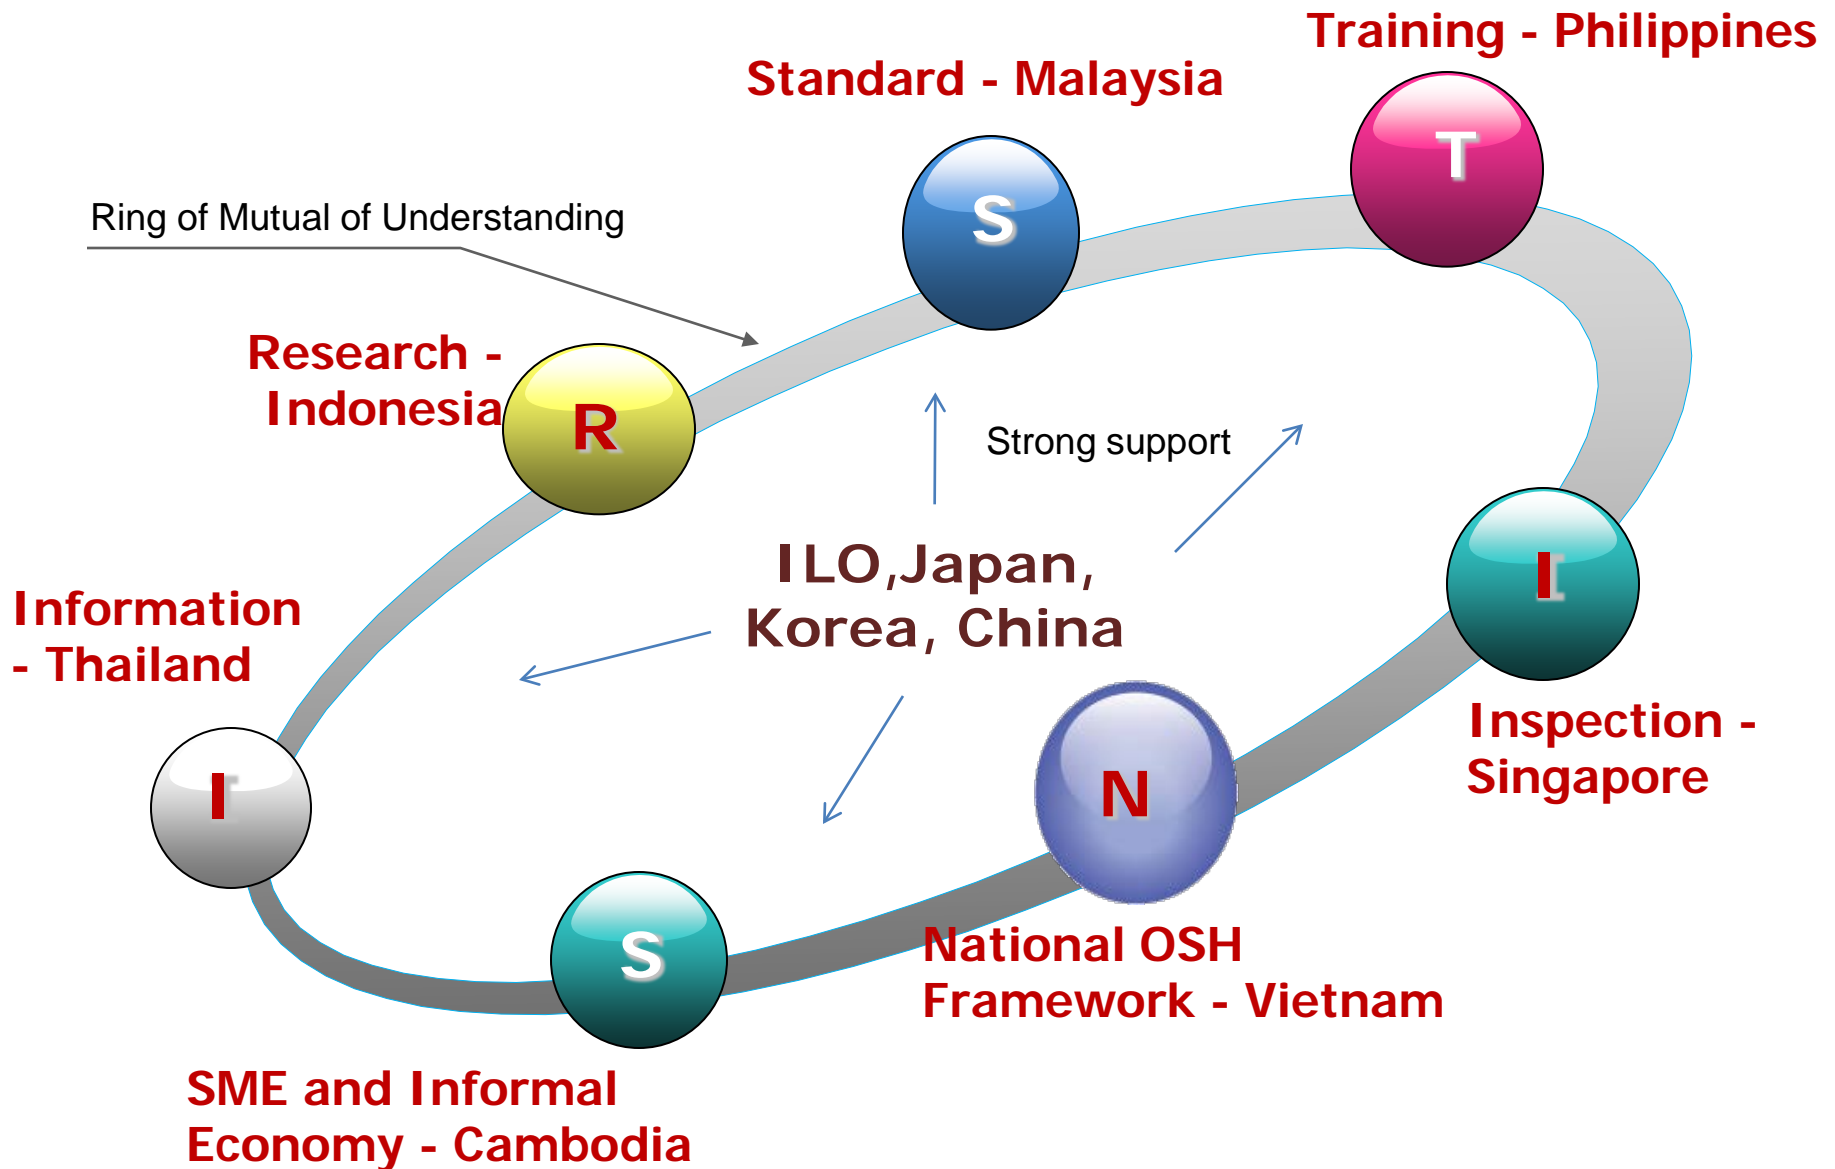 Training - Philippines
Standard - Malaysia
T
S
Ring of Mutual of Understanding
Research -
Indonesia
R
Strong support
ILO,Japan,
Korea, China
I
Information
- Thailand
Inspection -
Singapore
I
N
S
National OSH
Framework - Vietnam
SME and Informal
Economy - Cambodia